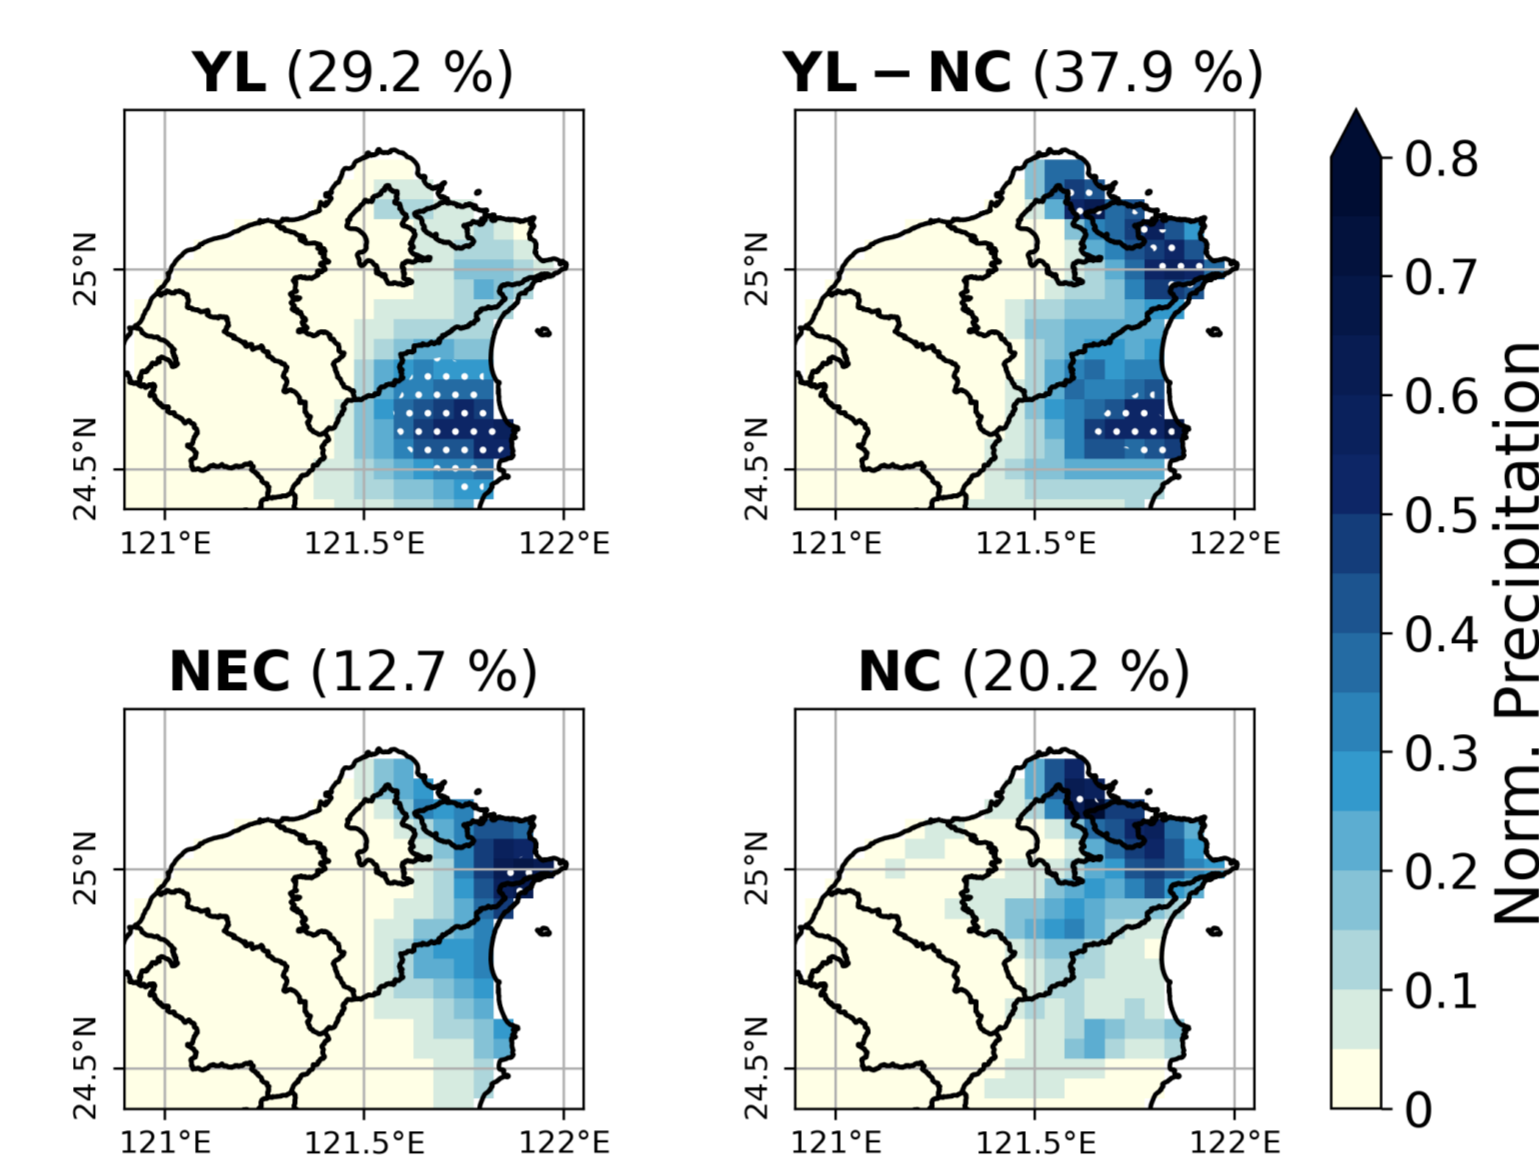 YL (29.2 %)
YL − NC (37.9 %)
25°N
24.5°N
121°E 121.5°E 122°E
25°N
24.5°N
121°E 121.5°E 122°E
NEC (12.7 %)
NC (20.2 %)
25°N
24.5°N
121°E 121.5°E 122°E
25°N
24.5°N
121°E 121.5°E 122°E
0.8
0.7
0.6
0.5
0.4
0.3
0.2
0.1
0
Norm. Precipitation